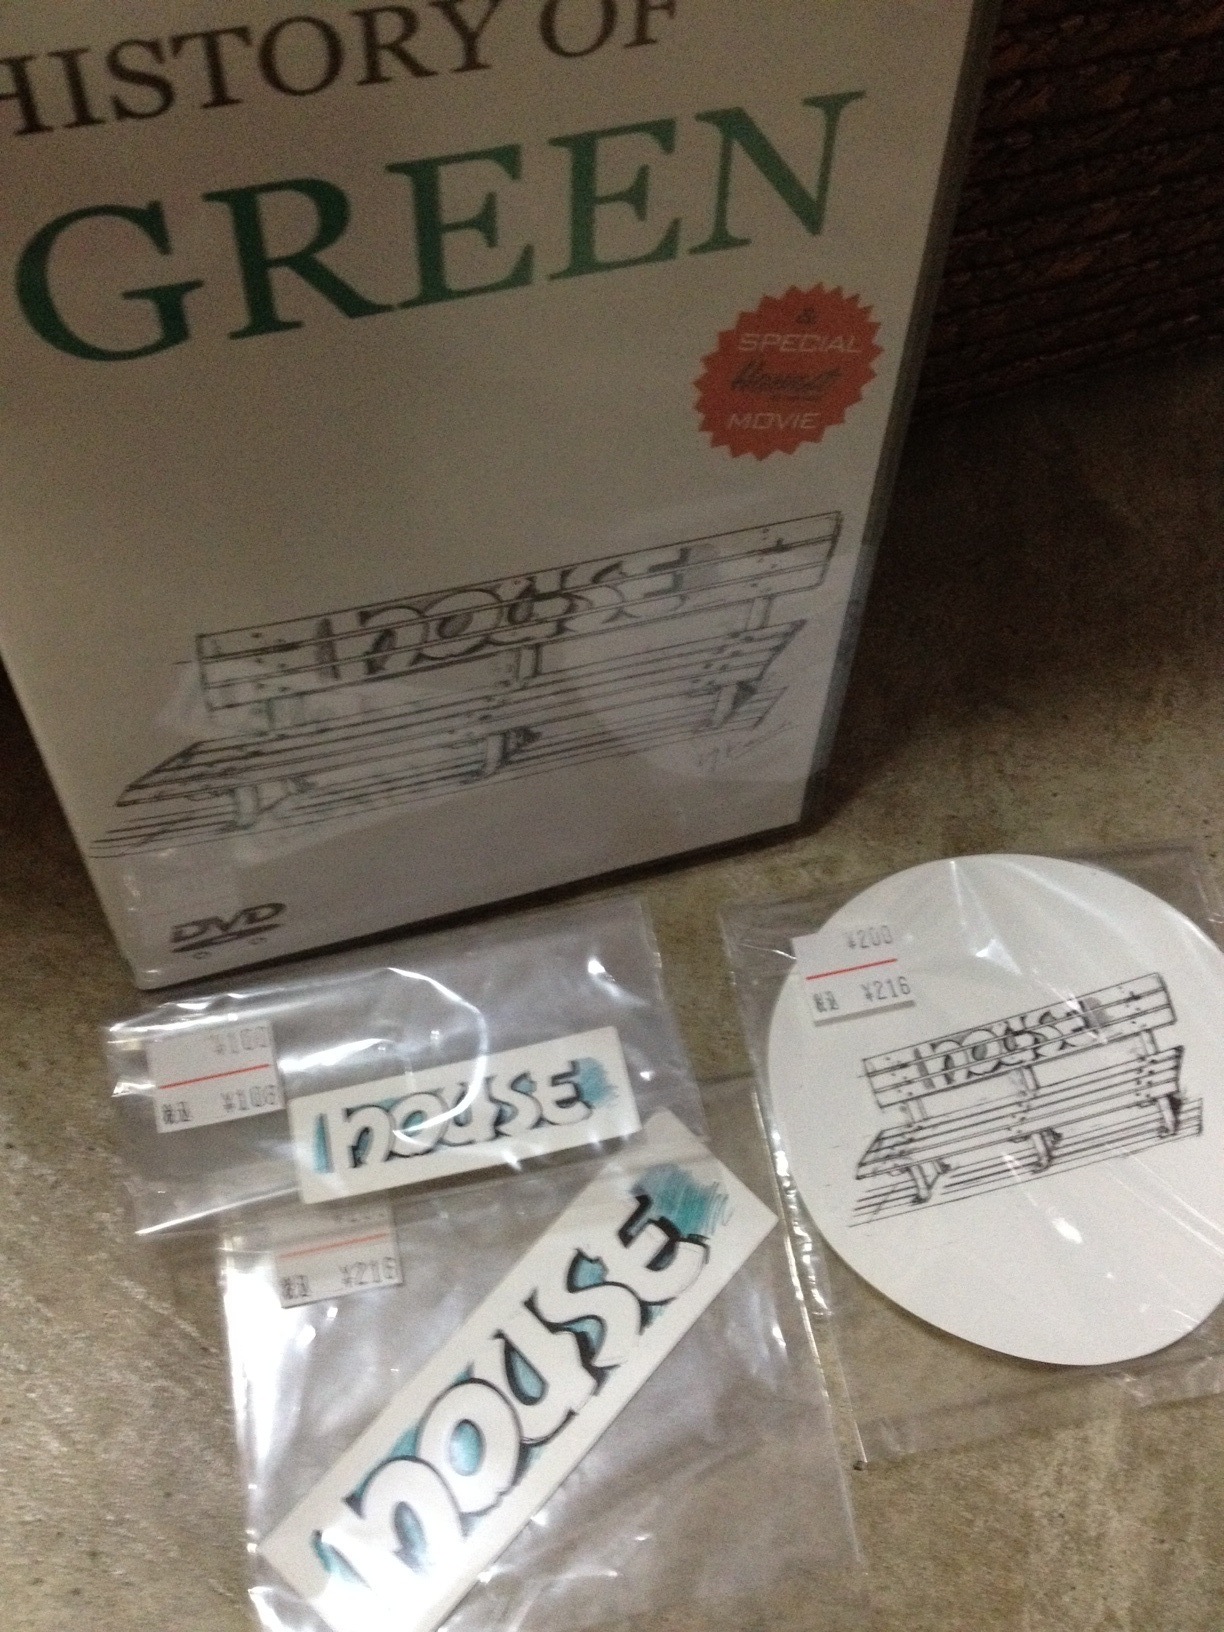 HISTORY OF
GREEN
&
SPECIAL
MOVIE
house
DVD
¥200
税込 ¥216
house
¥100
税込 ¥108
house
税込 ¥216
house